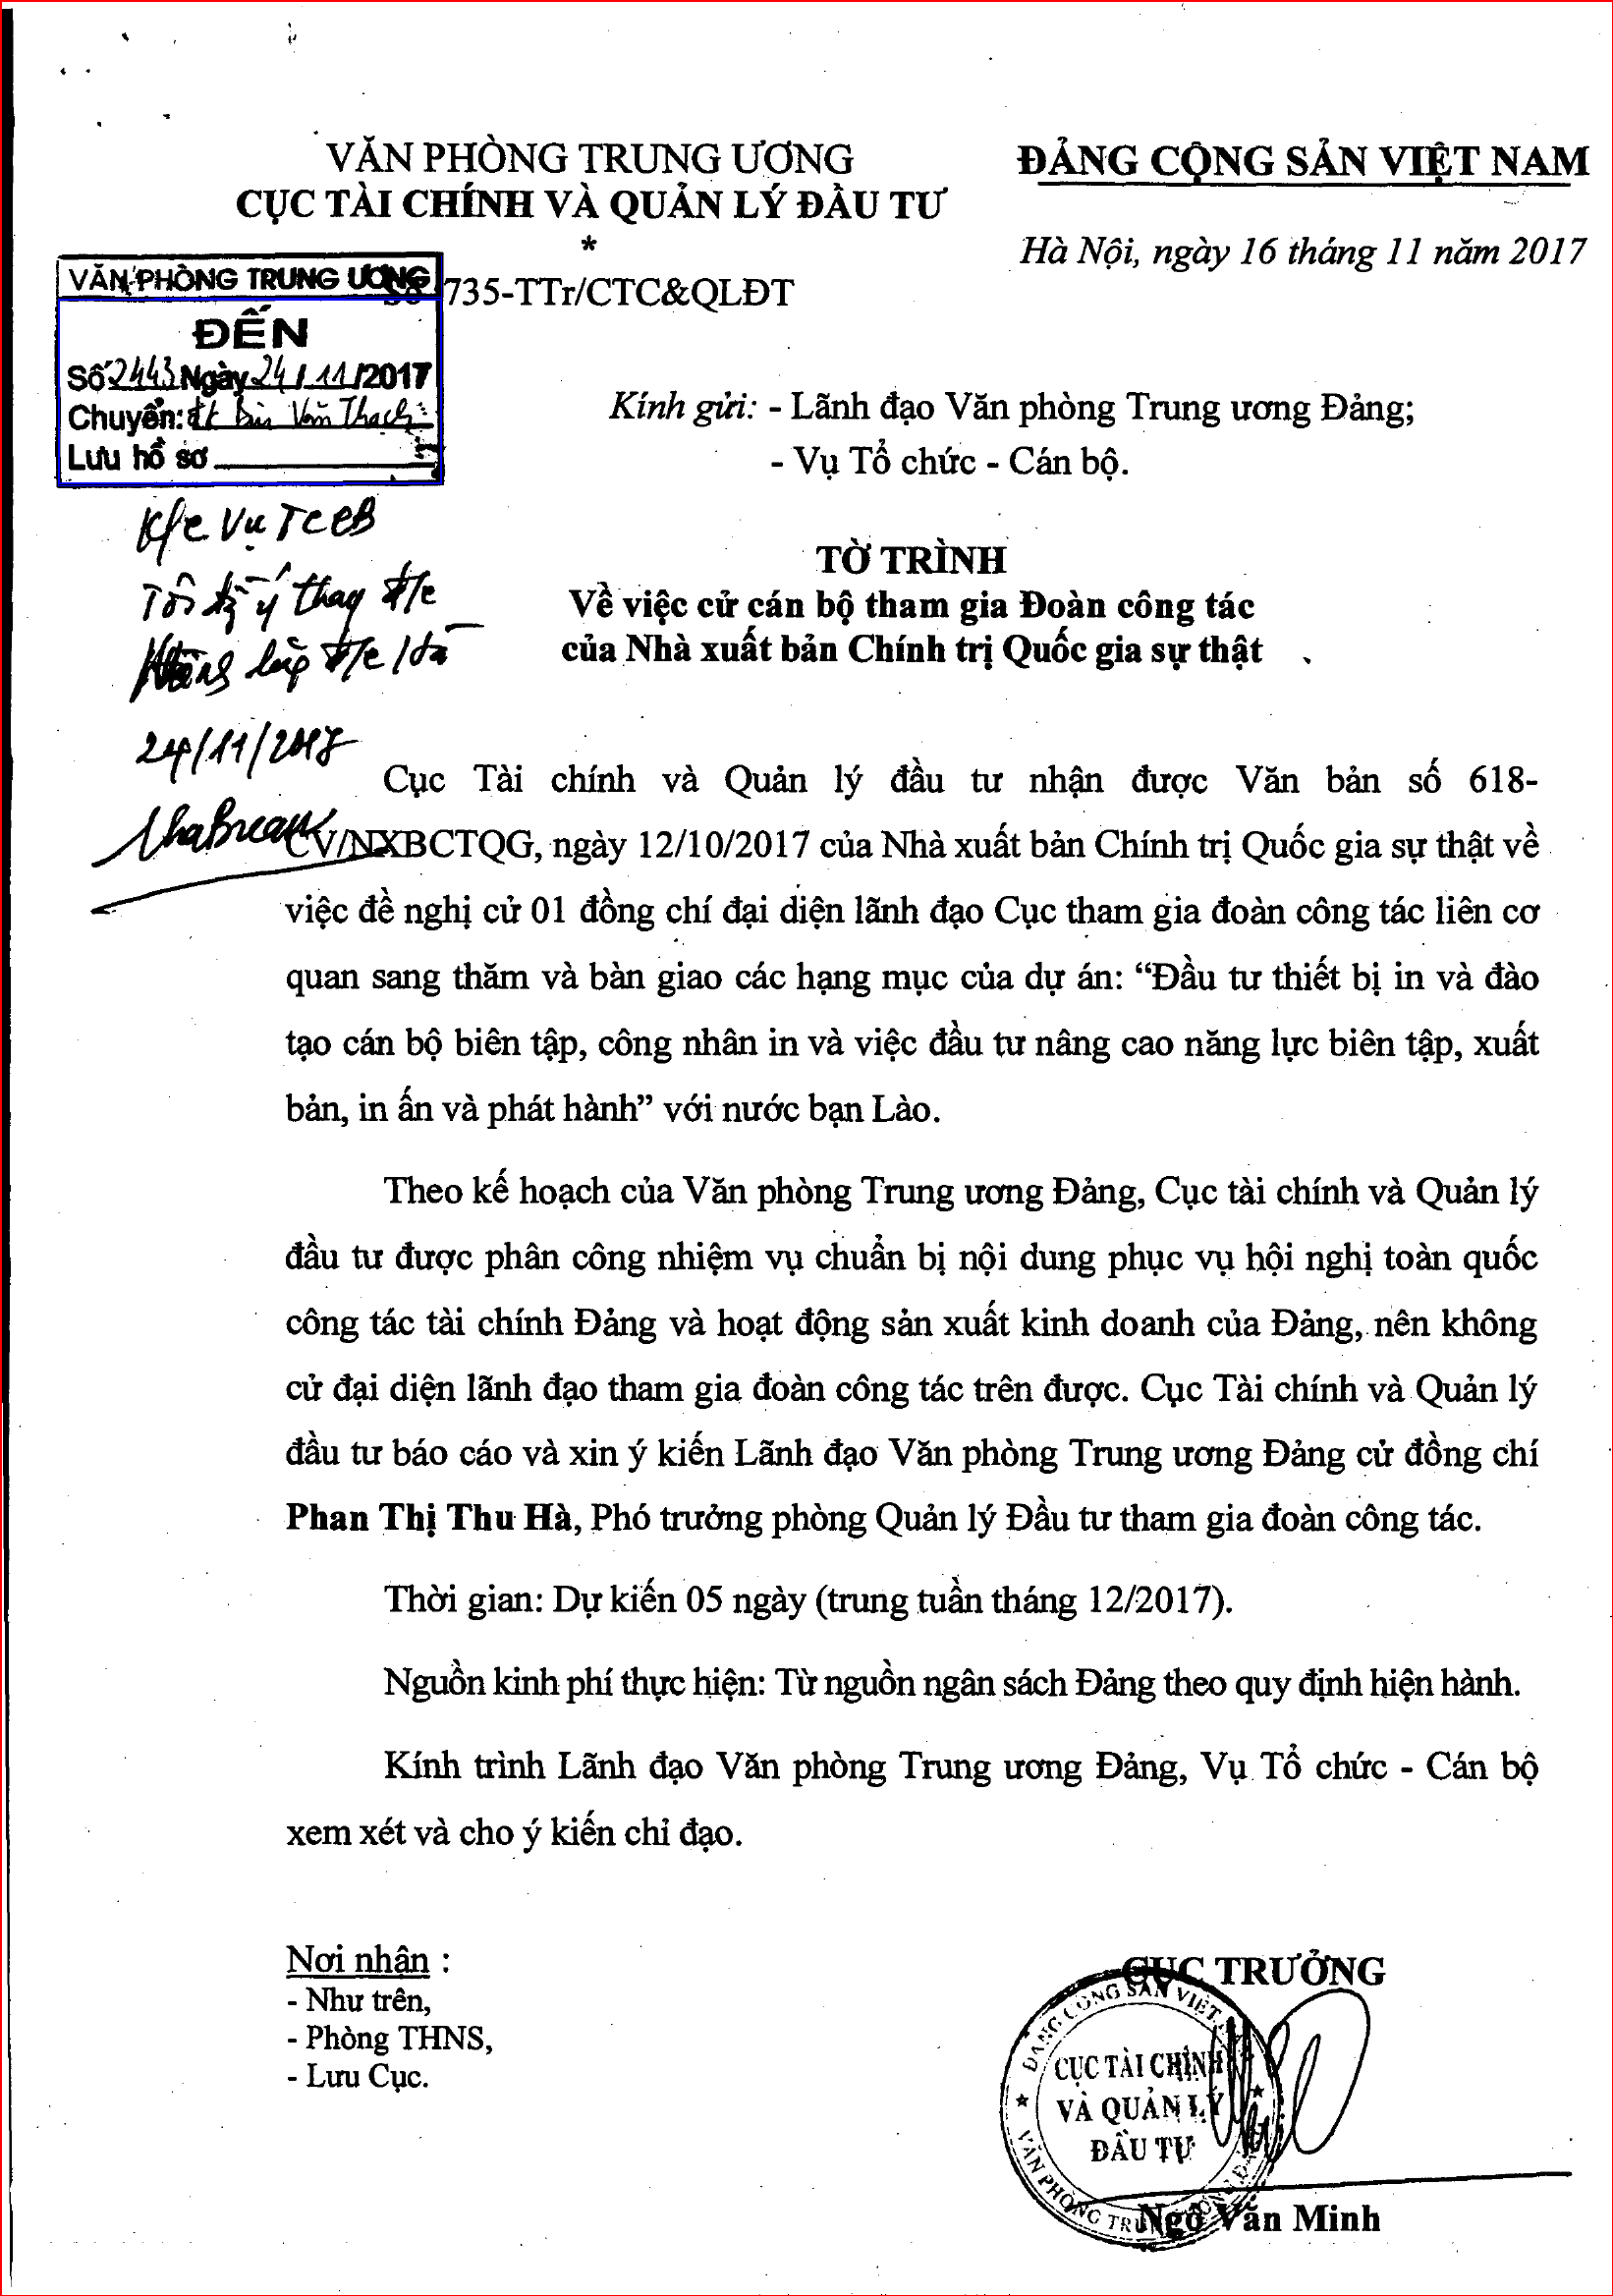 VĂN PHÒNG TRUNG ƯƠNG
CỤC TÀI CHÍNH VÀ QUẢN LÝ ĐẦU TƯ
*
Số 735-TTr/CTC&QLĐT
ĐẢNG CỘNG SẢN VIỆT NAM
Hà Nội, ngày 16 tháng 11 năm 2017
VĂN PHÒNG TRUNG ƯƠNG
ĐẾN
Số 2443 Ngày 24/11/2017
Chuyển: Văn Thạch
Lưu hồ sơ
Kính gửi: - Lãnh đạo Văn phòng Trung ương Đảng;
- Vụ Tổ chức - Cán bộ.
K/c Vụ TCCB
Tôi ý thay đ/c
bằng đ/c Hà
24/11/2017
TỜ TRÌNH
Về việc cử cán bộ tham gia Đoàn công tác
của Nhà xuất bản Chính trị Quốc gia sự thật
Cục Tài chính và Quản lý đầu tư nhận được Văn bản số 618-
CV/NXBCTQG, ngày 12/10/2017 của Nhà xuất bản Chính trị Quốc gia sự thật về
việc đề nghị cử 01 đồng chí đại diện lãnh đạo Cục tham gia đoàn công tác liên cơ
quan sang thăm và bàn giao các hạng mục của dự án: “Đầu tư thiết bị in và đào
tạo cán bộ biên tập, công nhân in và việc đầu tư nâng cao năng lực biên tập, xuất
bản, in ấn và phát hành” với nước bạn Lào.
Theo kế hoạch của Văn phòng Trung ương Đảng, Cục tài chính và Quản lý
đầu tư được phân công nhiệm vụ chuẩn bị nội dung phục vụ hội nghị toàn quốc
công tác tài chính Đảng và hoạt động sản xuất kinh doanh của Đảng, nên không
cử đại diện lãnh đạo tham gia đoàn công tác trên được. Cục Tài chính và Quản lý
đầu tư báo cáo và xin ý kiến Lãnh đạo Văn phòng Trung ương Đảng cử đồng chí
Phan Thị Thu Hà, Phó trưởng phòng Quản lý Đầu tư tham gia đoàn công tác.
Thời gian: Dự kiến 05 ngày (trung tuần tháng 12/2017).
Nguồn kinh phí thực hiện: Từ nguồn ngân sách Đảng theo quy định hiện hành.
Kính trình Lãnh đạo Văn phòng Trung ương Đảng, Vụ Tổ chức - Cán bộ
xem xét và cho ý kiến chỉ đạo.
Nơi nhận :
- Như trên,
- Phòng THNS,
- Lưu Cục.
CỤC TRƯỞNG
ĐẢNG CỘNG SẢN VIỆT NAM
CỤC TÀI CHÍNH
VÀ QUẢN LÝ
ĐẦU TƯ
VĂN PHÒNG TRUNG ƯƠNG ĐẢNG
Ngô Văn Minh